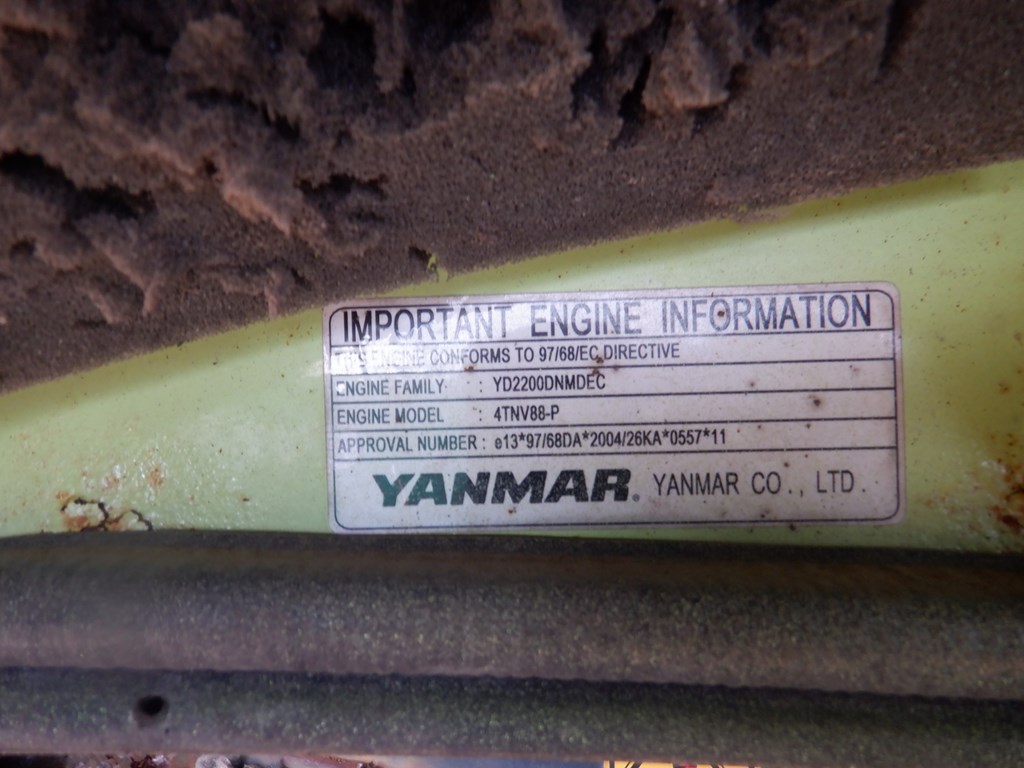 IMPORTANT ENGINE INFORMATION
THIS ENGINE CONFORMS TO 97/68/EC DIRECTIVE
ENGINE FAMILY : YD2200DNMDEC
ENGINE MODEL : 4TNV88-P
APPROVAL NUMBER : e13*97/68DA*2004/26KA*0557*11
YANMAR. YANMAR CO., LTD.